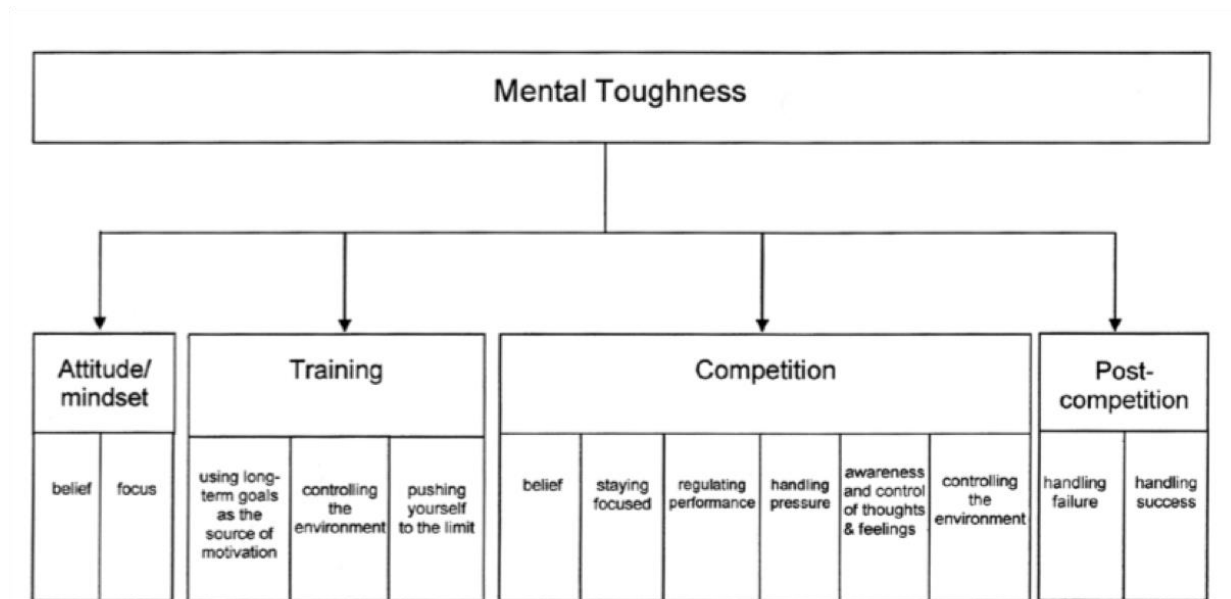 Mental Toughness
Attitude/
mindset
Training
Competition
Post-
competition
belief
focus
using long-
term goals
as the
source of
motivation
controlling
the
environment
pushing
yourself
to the limit
belief
staying
focused
regulating
performance
handling
pressure
awareness
and control
of thoughts
& feelings
controlling
the
environment
handling
failure
handling
success